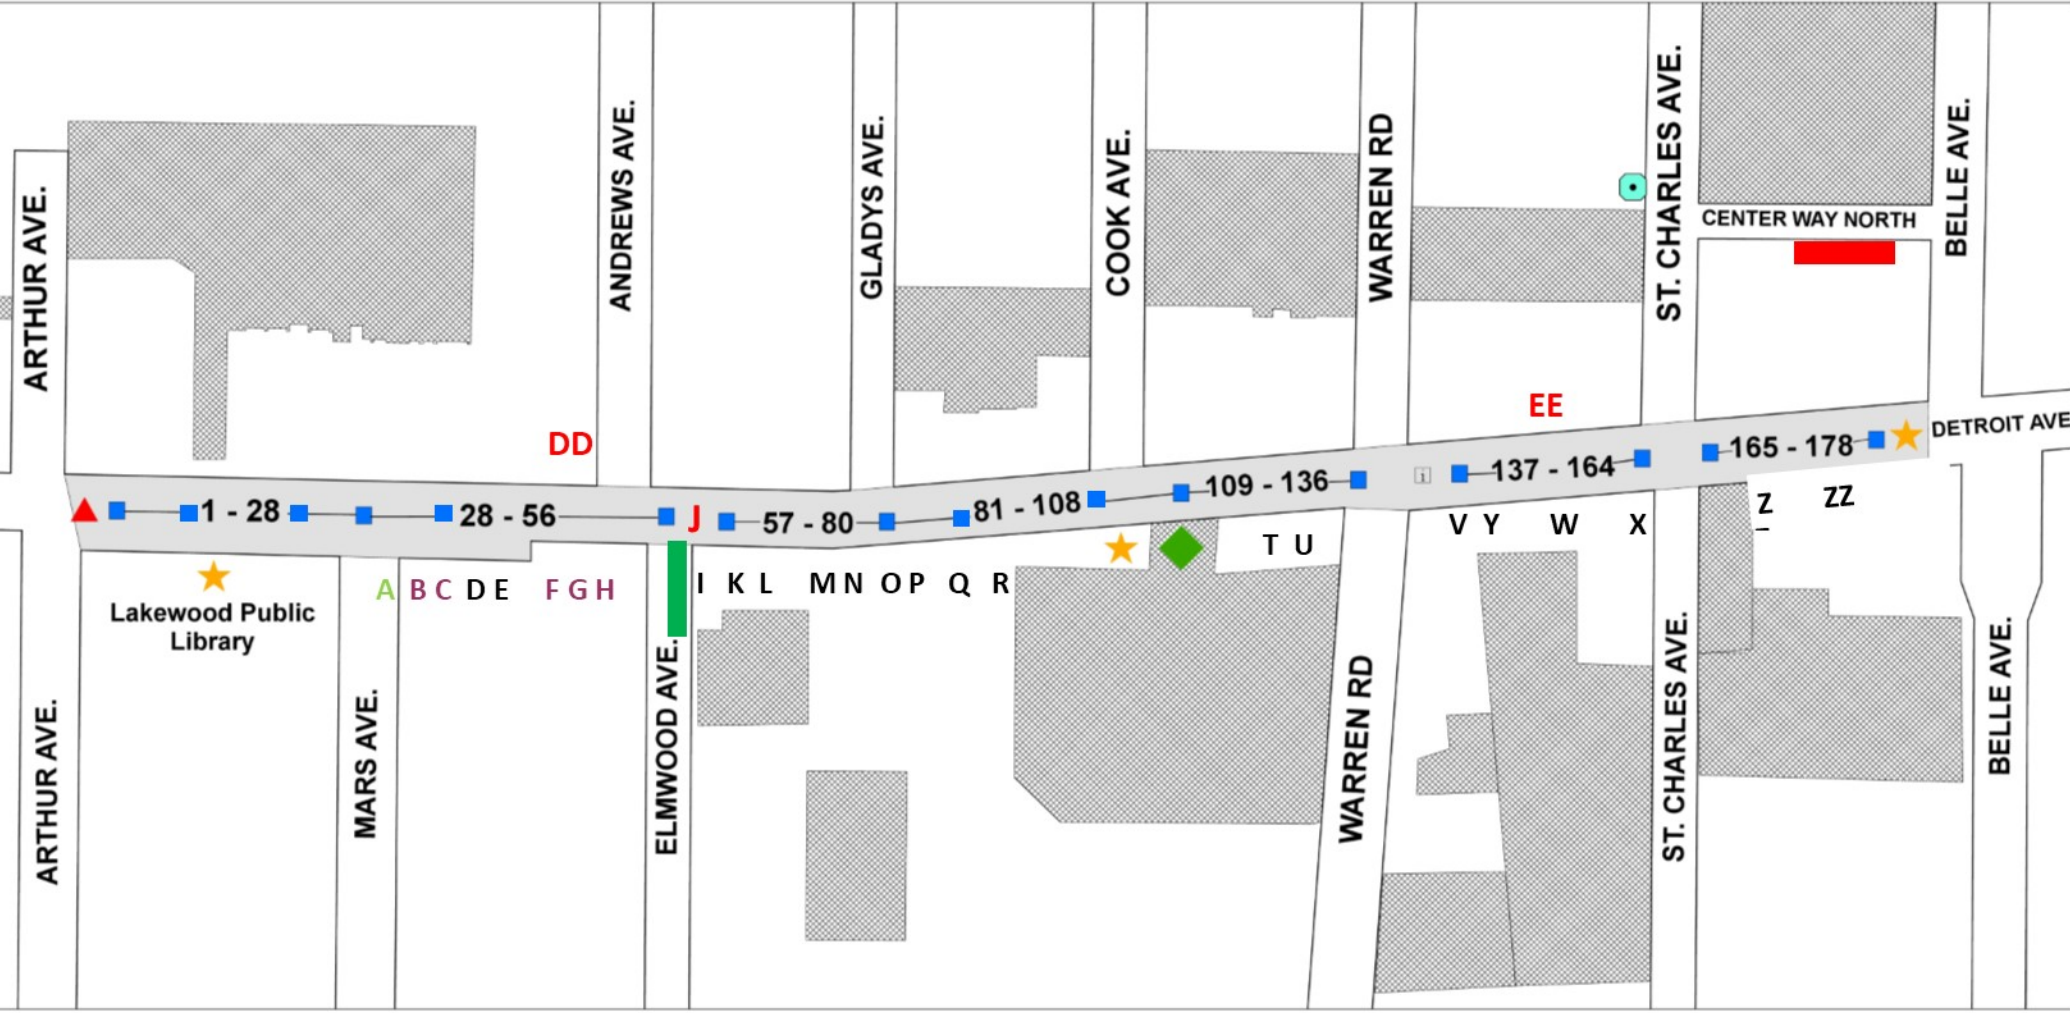 ARTHUR AVE.
ANDREWS AVE.
GLADYS AVE.
COOK AVE.
WARREN RD
ST. CHARLES AVE.
BELLE AVE.
CENTER WAY NORTH
DD
EE
DETROIT AVE
1 - 28
28 - 56
J
57 - 80
81 - 108
109 - 136
i
137 - 164
165 - 178
Lakewood Public
Library
A B C D E F G H I K L M N O P Q R T U V Y W X Z ZZ
ARTHUR AVE.
MARS AVE.
ELMWOOD AVE.
WARREN RD
ST. CHARLES AVE.
BELLE AVE.